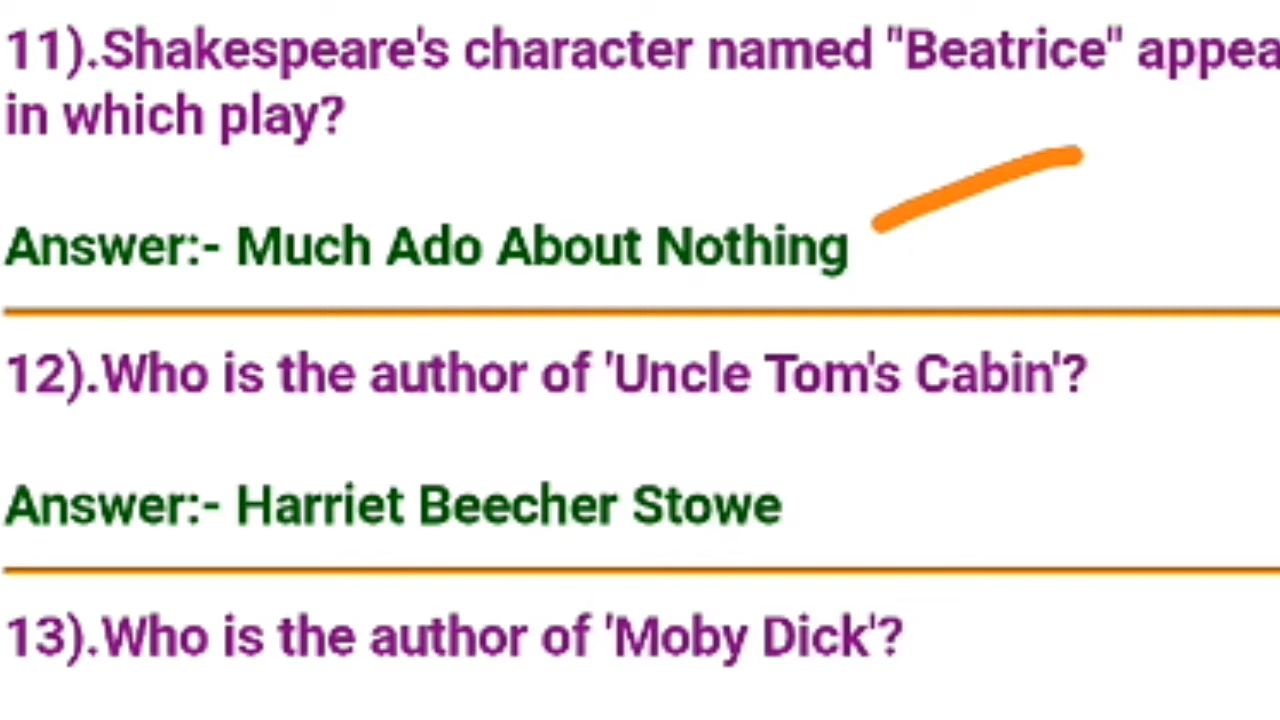 11).Shakespeare's character named "Beatrice" appea
in which play?
Answer:- Much Ado About Nothing
12).Who is the author of 'Uncle Tom's Cabin'?
Answer:- Harriet Beecher Stowe
13).Who is the author of 'Moby Dick'?